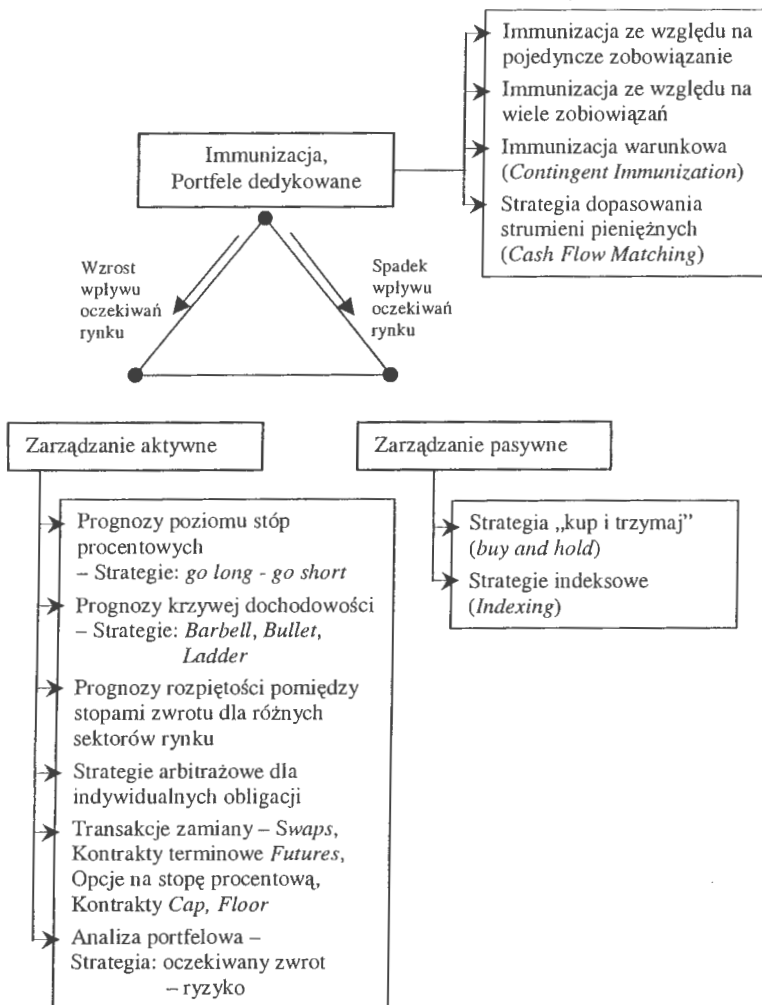 Immunizacja ze względu na
pojedyncze zobowiązanie
Immunizacja ze względu na
wiele zobiowiązań
Immunizacja warunkowa
(Contingent Immunization)
Strategia dopasowania
strumieni pieniężnych
(Cash Flow Matching)
Immunizacja,
Portfele dedykowane
Wzrost
wpływu
oczekiwań
rynku
Spadek
wpływu
oczekiwań
rynku
Zarządzanie aktywne
Prognozy poziomu stóp
procentowych
– Strategie: go long - go short
Prognozy krzywej dochodowości
– Strategie: Barbell, Bullet,
Ladder
Prognozy rozpiętości pomiędzy
stopami zwrotu dla różnych
sektorów rynku
Strategie arbitrażowe dla
indywidualnych obligacji
Transakcje zamiany – Swaps,
Kontrakty terminowe Futures,
Opcje na stopę procentową,
Kontrakty Cap, Floor
Analiza portfelowa –
Strategia: oczekiwany zwrot
– ryzyko
Zarządzanie pasywne
Strategia „kup i trzymaj”
(buy and hold)
Strategie indeksowe
(Indexing)